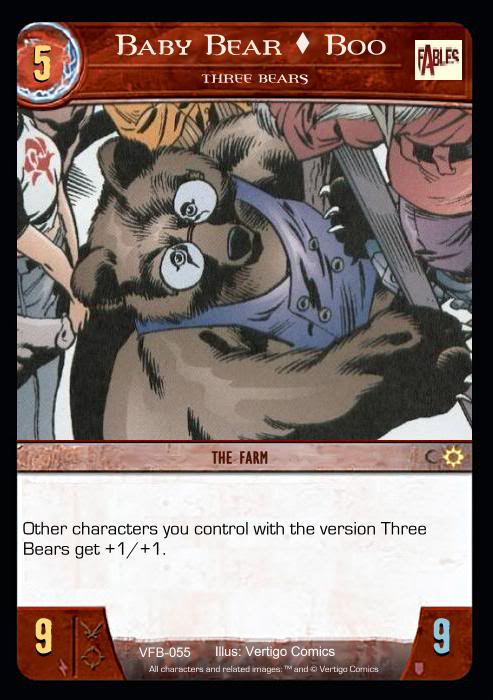 5
Baby Bear ♦ Boo
FABLES
THREE BEARS
THE FARM
Other characters you control with the version Three
Bears get +1/+1.
9
9
VFB-055 Illus: Vertigo Comics
All characters and related images: ™ and © Vertigo Comics